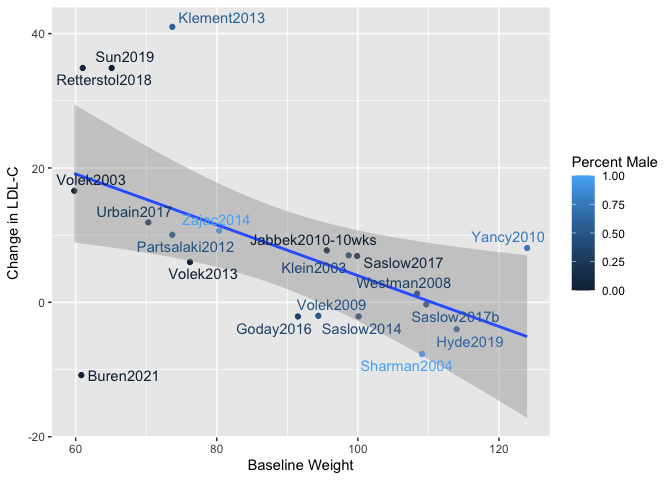 Klement2013
Sun2019
Retterstol2018
Volek2003
Urbain2017
Zajac2014
Partsalaki2012
Volek2013
Jabbek2010-10wks
Yancy2010
Klein2003
Saslow2017
Westman2008
Volek2009
Goday2016
Saslow2014
Saslow2017b
Hyde2019
Sharman2004
Buren2021
40
20
0
-20
60
80
100
120
Baseline Weight
Change in LDL-C
Percent Male
1.00
0.75
0.50
0.25
0.00